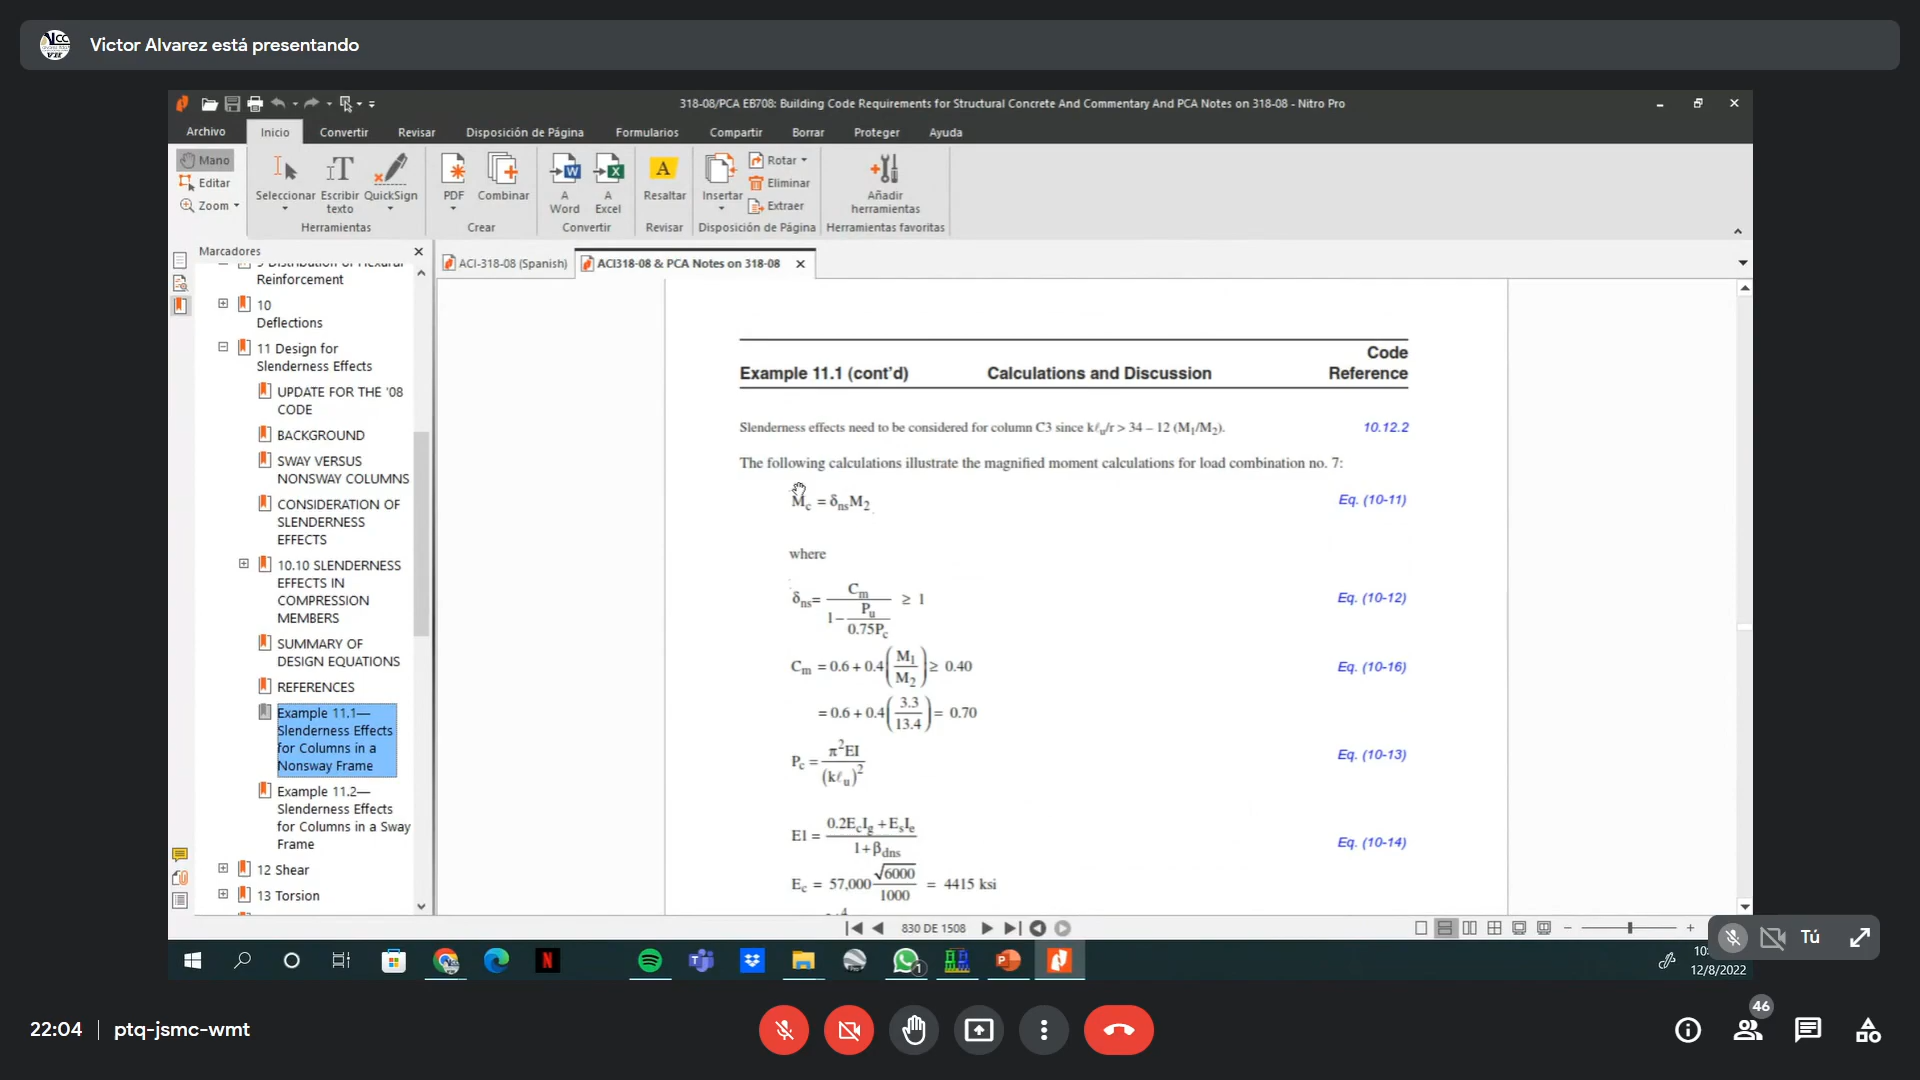 Victor Alvarez está presentando
318-08/PCA EB708: Building Code Requirements for Structural Concrete And Commentary And PCA Notes on 318-08 - Nitro Pro
Archivo Inicio Convertir Revisar Disposición de Página Formularios Compartir Borrar Proteger Ayuda
Mano
Editar
Zoom
Seleccionar
Escribir texto
QuickSign
Herramientas
PDF
Combinar
Crear
A Word
A Excel
Convertir
Resaltar
Revisar
Insertar
Rotar
Eliminar
Extraer
Disposición de Página
Añadir herramientas
Herramientas favoritas
Marcadores
ACI-318-08 (Spanish)
ACI318-08 & PCA Notes on 318-08
Reinforcement
10
Deflections
11 Design for
Slenderness Effects
UPDATE FOR THE '08
CODE
BACKGROUND
SWAY VERSUS
NONSWAY COLUMNS
CONSIDERATION OF
SLENDERNESS
EFFECTS
10.10 SLENDERNESS
EFFECTS IN
COMPRESSION
MEMBERS
SUMMARY OF
DESIGN EQUATIONS
REFERENCES
Example 11.1—
Slenderness Effects
for Columns in a
Nonsway Frame
Example 11.2—
Slenderness Effects
for Columns in a Sway
Frame
12 Shear
13 Torsion
Code
Example 11.1 (cont'd) Calculations and Discussion Reference
Slenderness effects need to be considered for column C3 since kℓu/r > 34 – 12 (M1/M2). 10.12.2
The following calculations illustrate the magnified moment calculations for load combination no. 7:
Mc = δnsM2 Eq. (10-11)
where
δns = Cm / (1 – Pu / 0.75Pc) ≥ 1 Eq. (10-12)
Cm = 0.6 + 0.4 (M1 / M2) ≥ 0.40 Eq. (10-16)
= 0.6 + 0.4 (3.3 / 13.4) = 0.70
Pc = π²EI / (kℓu)² Eq. (10-13)
EI = (0.2EcIg + EsIe) / (1 + βdns) Eq. (10-14)
Ec = 57,000 √6000 / 1000 = 4415 ksi
830 DE 1508
Tú
10:
12/8/2022
22:04 | ptq-jsmc-wmt
46